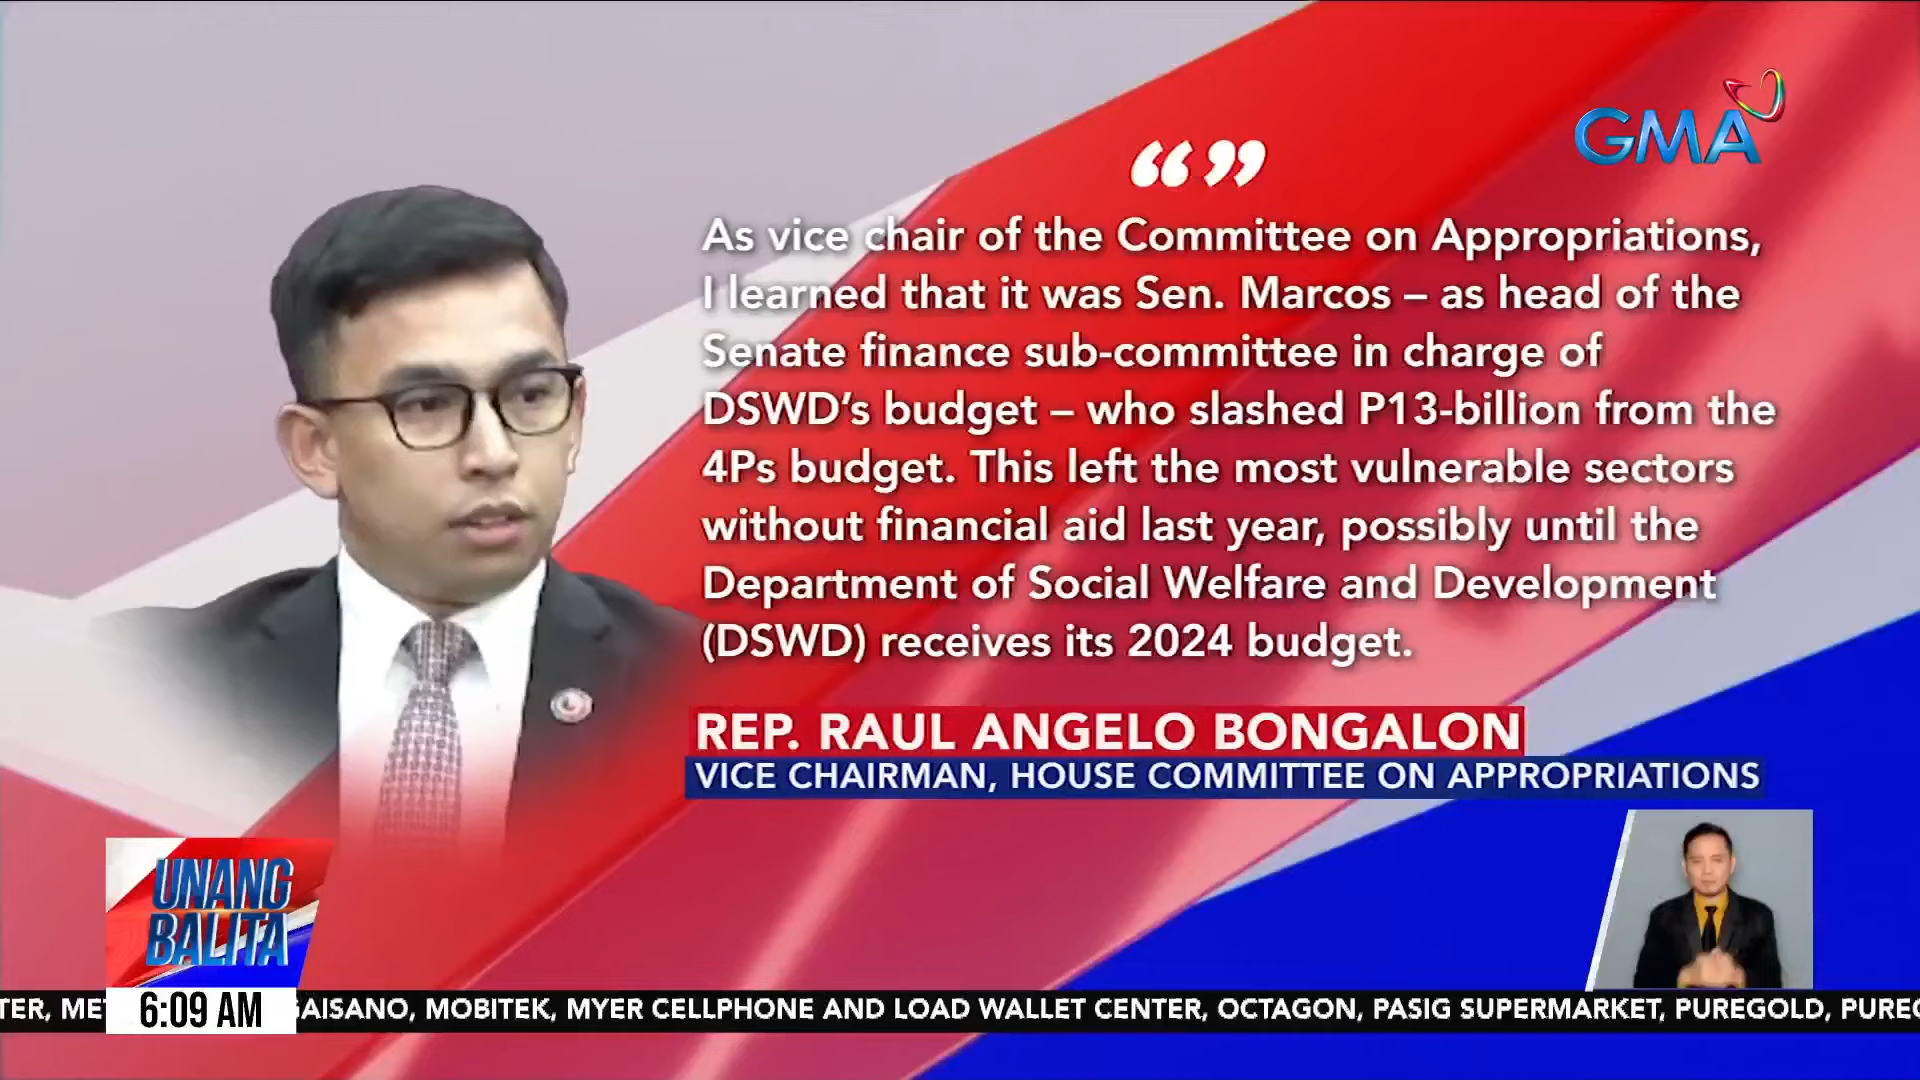 GMA
“ ”
As vice chair of the Committee on Appropriations,
I learned that it was Sen. Marcos – as head of the
Senate finance sub-committee in charge of
DSWD’s budget – who slashed P13-billion from the
4Ps budget. This left the most vulnerable sectors
without financial aid last year, possibly until the
Department of Social Welfare and Development
(DSWD) receives its 2024 budget.
REP. RAUL ANGELO BONGALON
VICE CHAIRMAN, HOUSE COMMITTEE ON APPROPRIATIONS
UNANG
BALITA
6:09 AM
GAISANO, MOBITEK, MYER CELLPHONE AND LOAD WALLET CENTER, OCTAGON, PASIG SUPERMARKET, PUREGOLD,